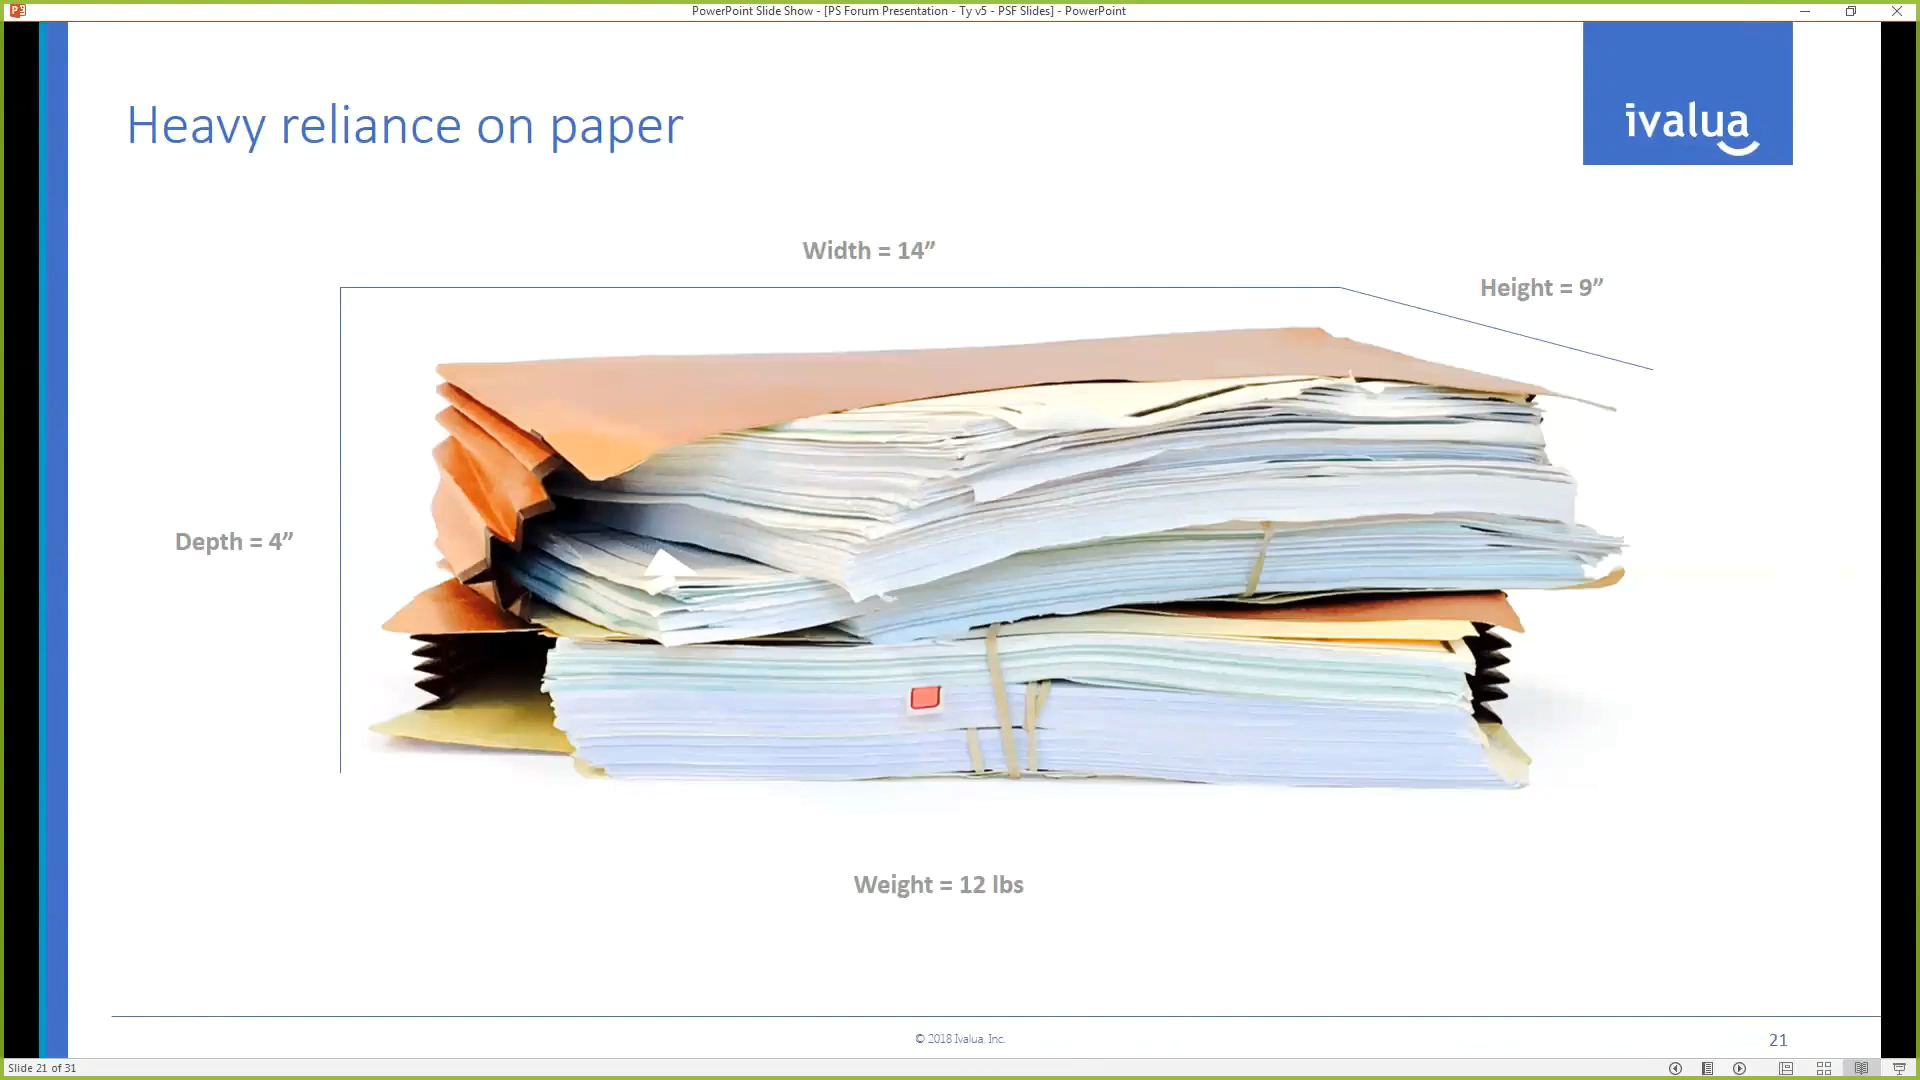 PowerPoint Slide Show - [PS Forum Presentation - Ty v5 - PSF Slides] - PowerPoint
Heavy reliance on paper
ivalua
Width = 14”
Height = 9”
Depth = 4”
Weight = 12 lbs
© 2018 Ivalua, Inc.
21
Slide 21 of 31